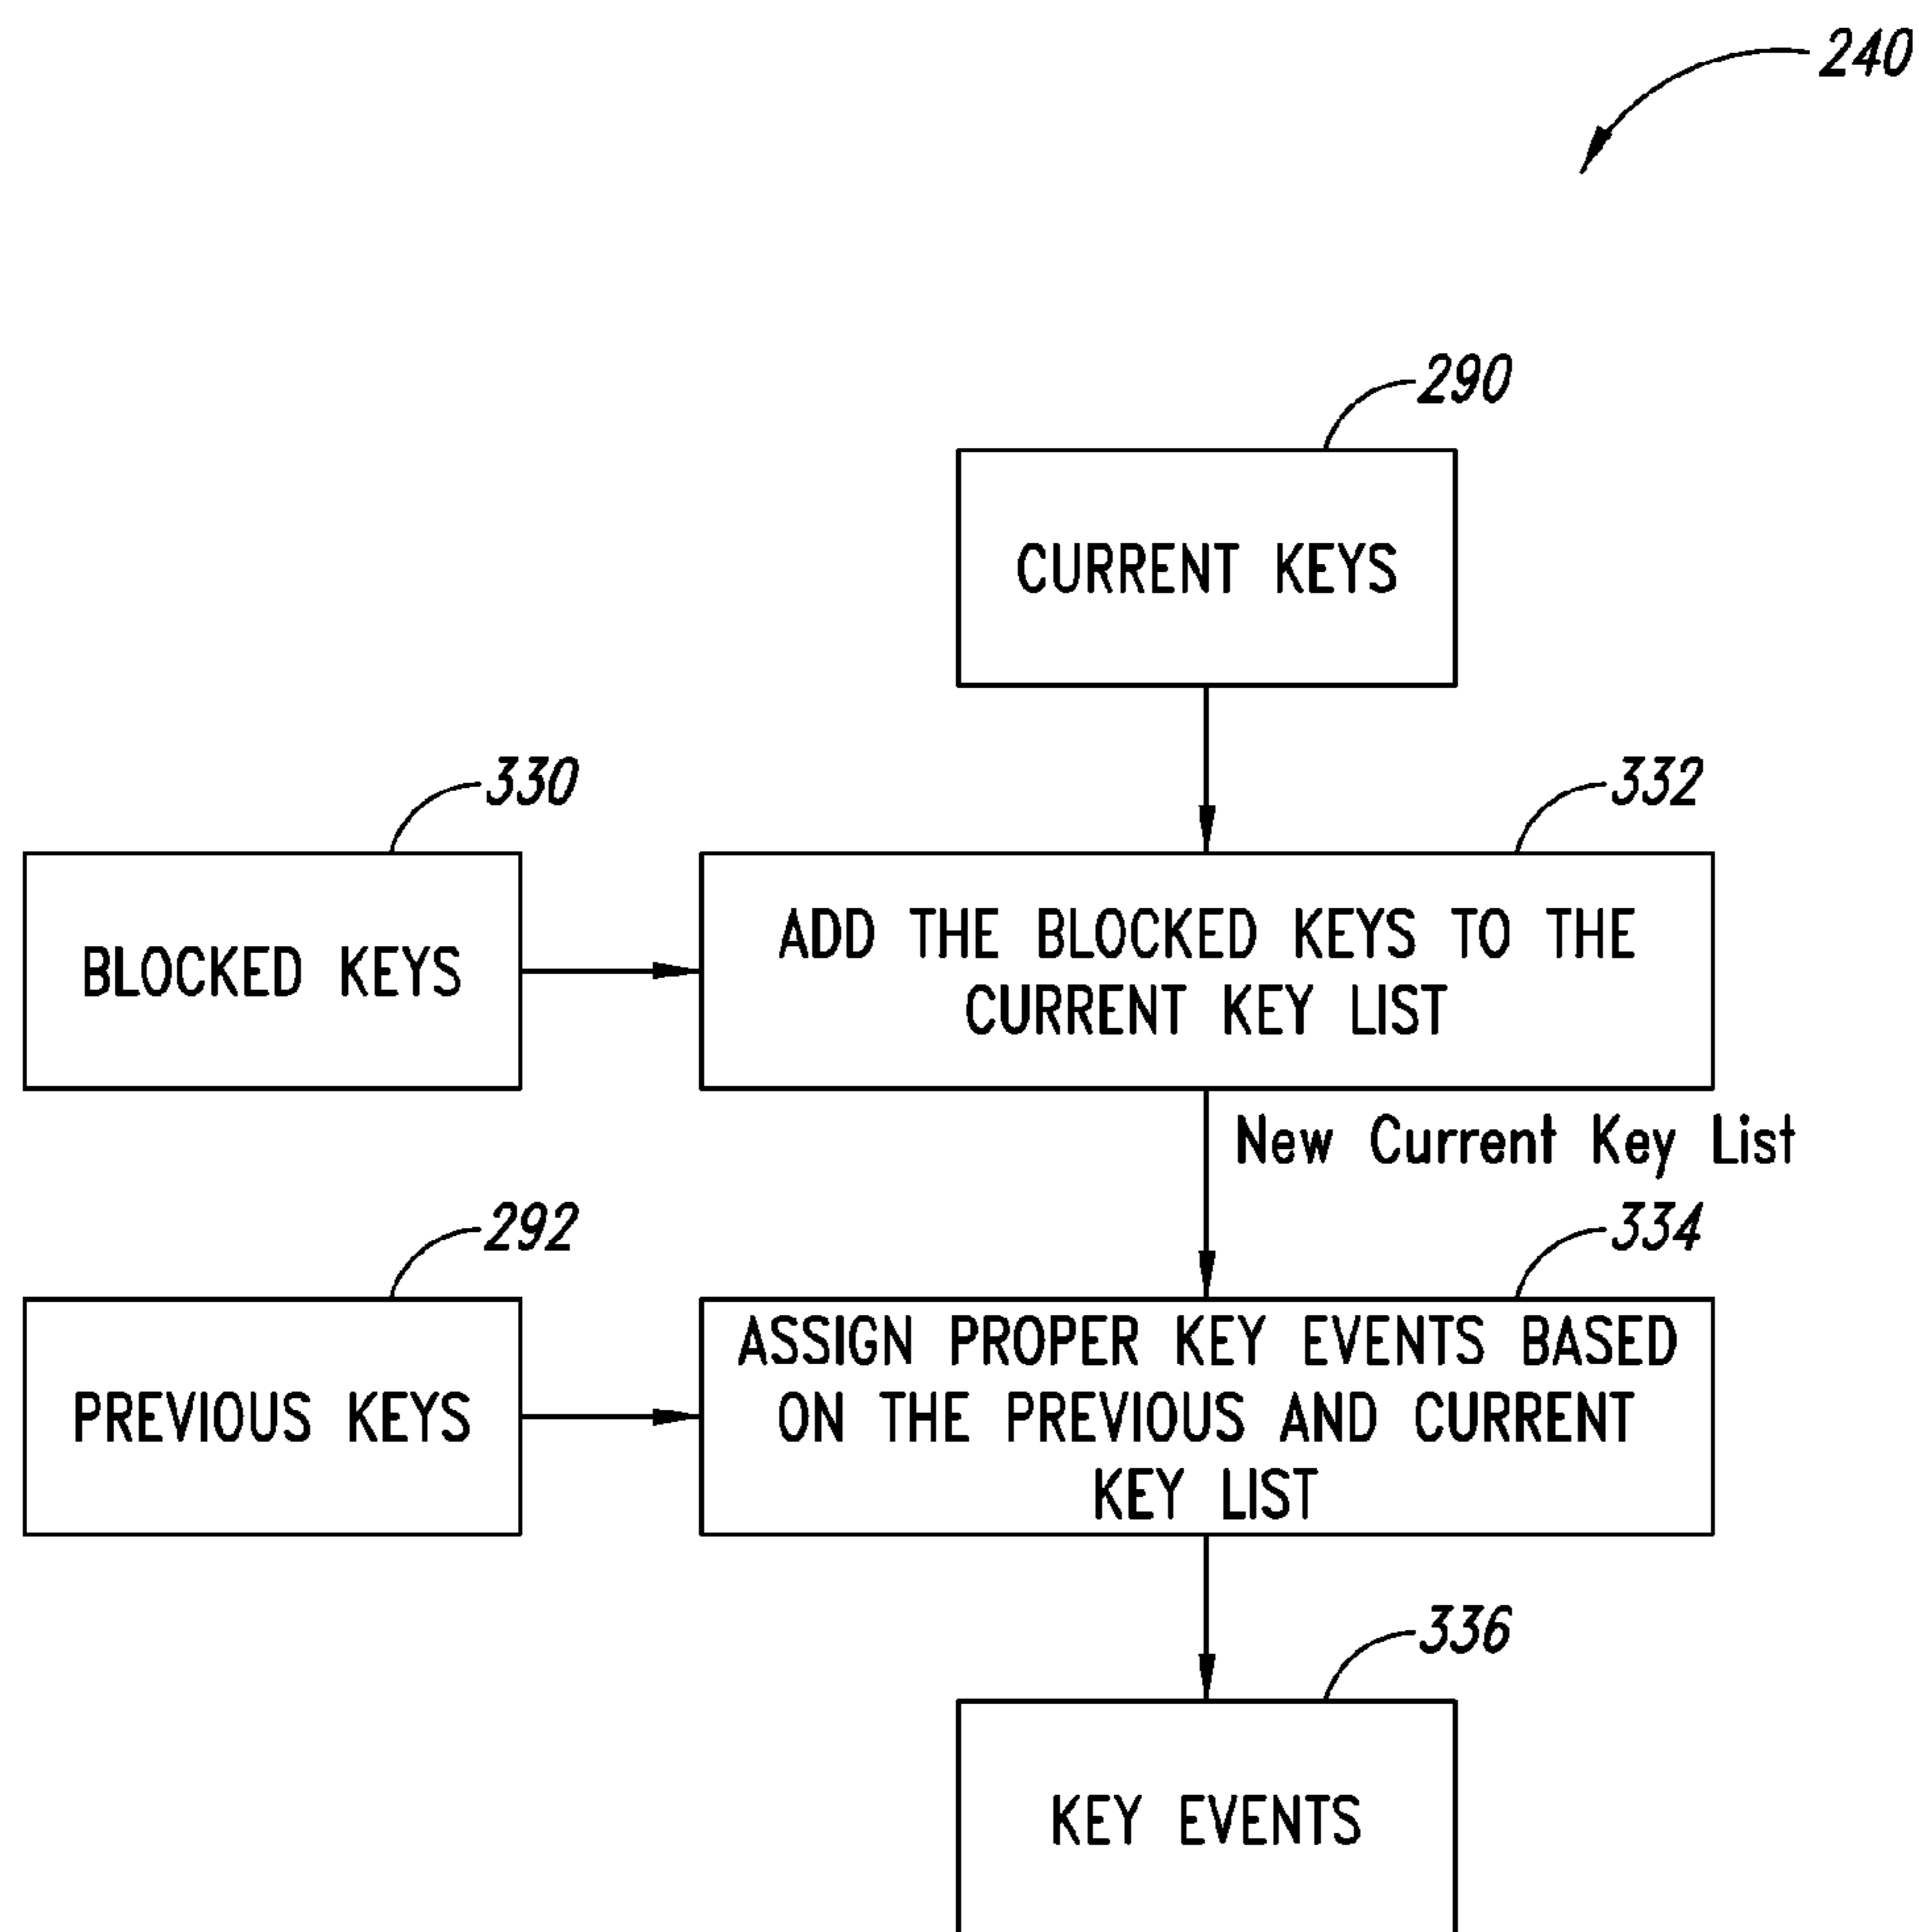 240
290
CURRENT KEYS
330
332
BLOCKED KEYS
ADD THE BLOCKED KEYS TO THE
CURRENT KEY LIST
New Current Key List
292
334
PREVIOUS KEYS
ASSIGN PROPER KEY EVENTS BASED
ON THE PREVIOUS AND CURRENT
KEY LIST
336
KEY EVENTS